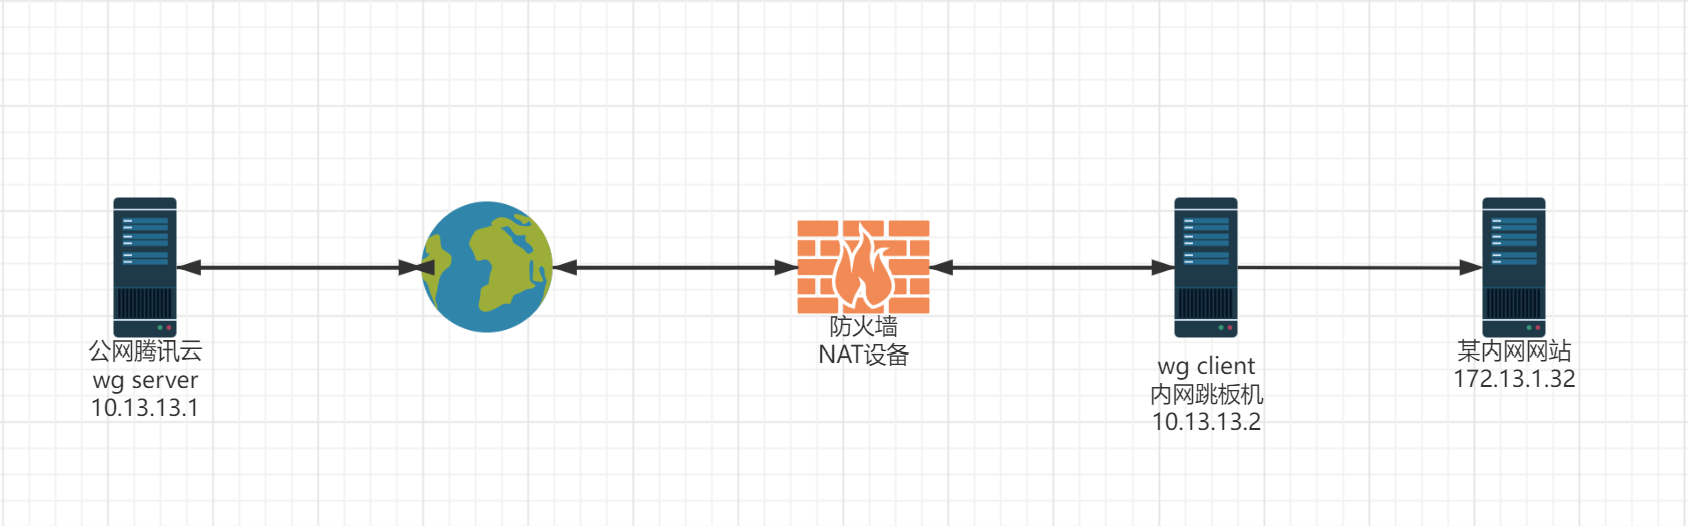 公网腾讯云
wg server
10.13.13.1
防火墙
NAT设备
wg client
内网跳板机
10.13.13.2
某内网网站
172.13.1.32